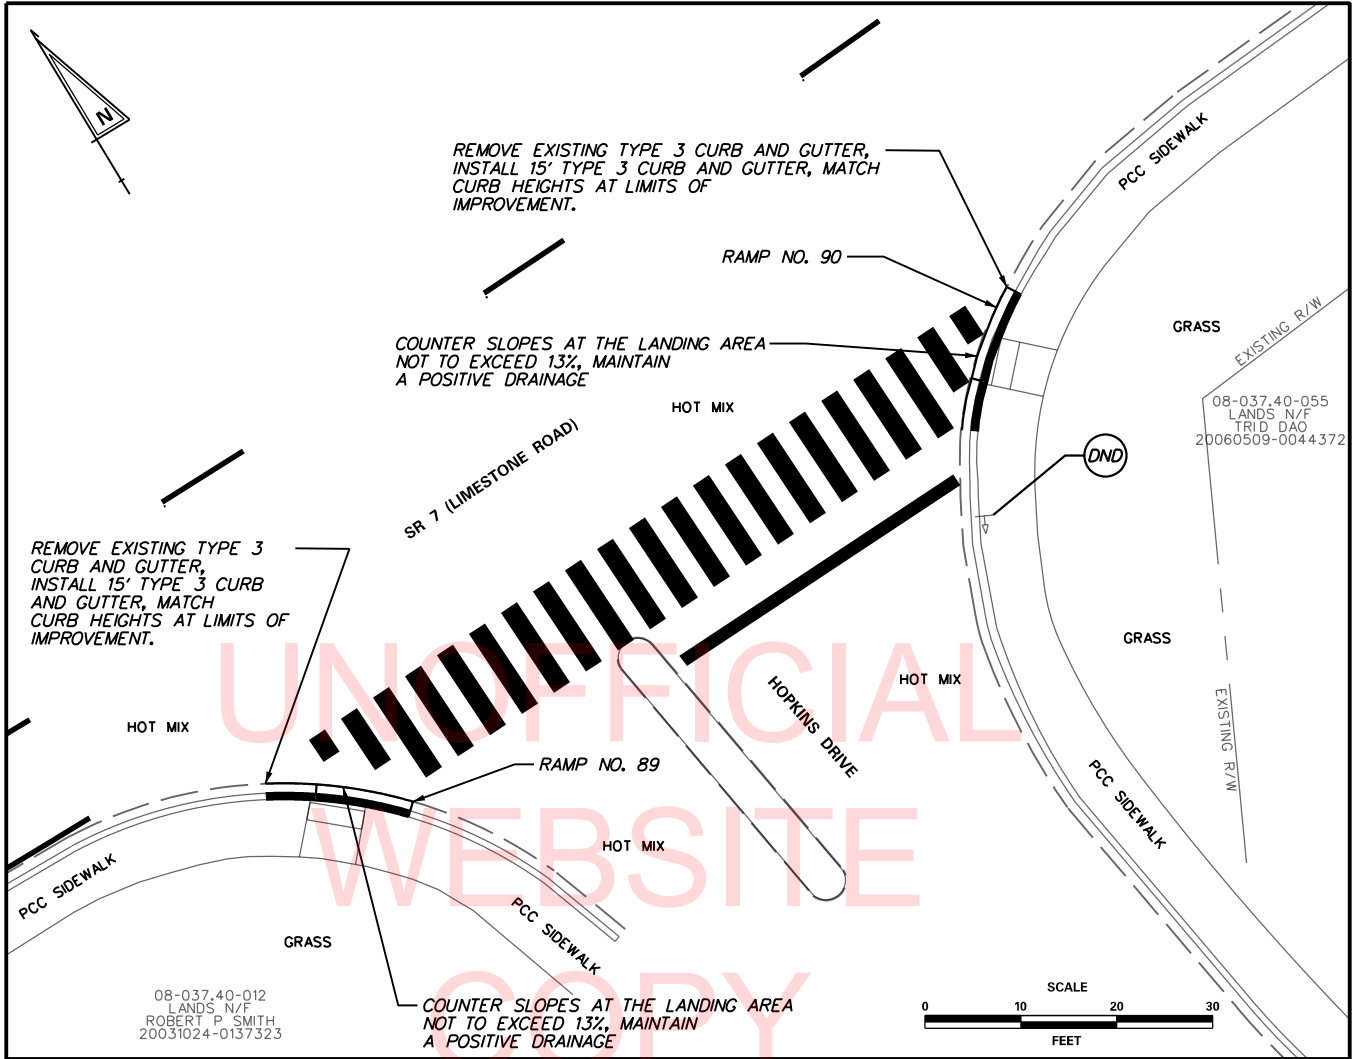 N
REMOVE EXISTING TYPE 3 CURB AND GUTTER,
INSTALL 15' TYPE 3 CURB AND GUTTER, MATCH
CURB HEIGHTS AT LIMITS OF
IMPROVEMENT.
PCC SIDEWALK
RAMP NO. 90
GRASS
EXISTING R/W
COUNTER SLOPES AT THE LANDING AREA
NOT TO EXCEED 13%, MAINTAIN
A POSITIVE DRAINAGE
HOT MIX
08-037.40-055
LANDS N/F
TRI D DAO
20060509-0044372
SR 7 (LIMESTONE ROAD)
DND
REMOVE EXISTING TYPE 3
CURB AND GUTTER,
INSTALL 15' TYPE 3 CURB
AND GUTTER, MATCH
CURB HEIGHTS AT LIMITS OF
IMPROVEMENT.
GRASS
UNOFFICIAL
HOT MIX
HOPKINS DRIVE
EXISTING R/W
HOT MIX
RAMP NO. 89
PCC SIDEWALK
WEBSITE
HOT MIX
PCC SIDEWALK
PCC SIDEWALK
GRASS
COPY
08-037.40-012
LANDS N/F
ROBERT P SMITH
20031024-0137323
COUNTER SLOPES AT THE LANDING AREA
NOT TO EXCEED 13%, MAINTAIN
A POSITIVE DRAINAGE
SCALE
0 10 20 30
FEET